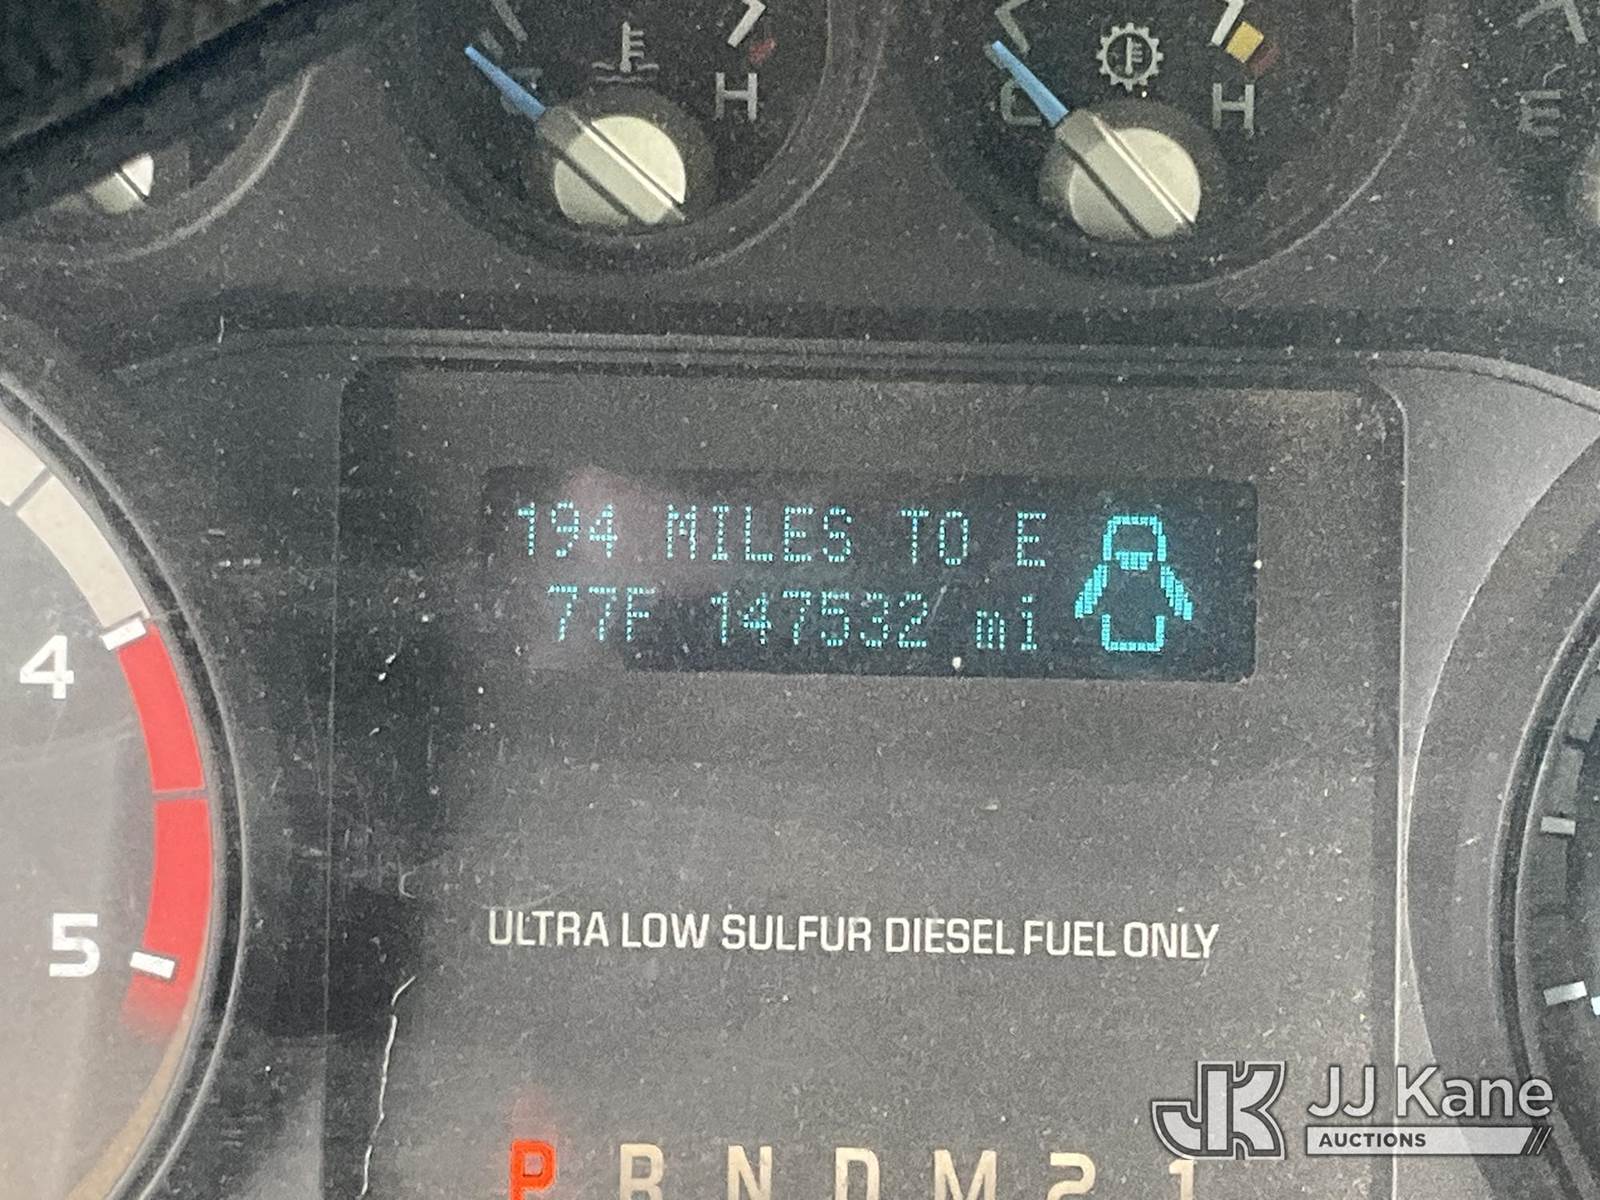 H
C
H
E
194 MILES TO E
77F 147532 mi
4
5
ULTRA LOW SULFUR DIESEL FUEL ONLY
P R N D M 2 1
JK JJ Kane
AUCTIONS